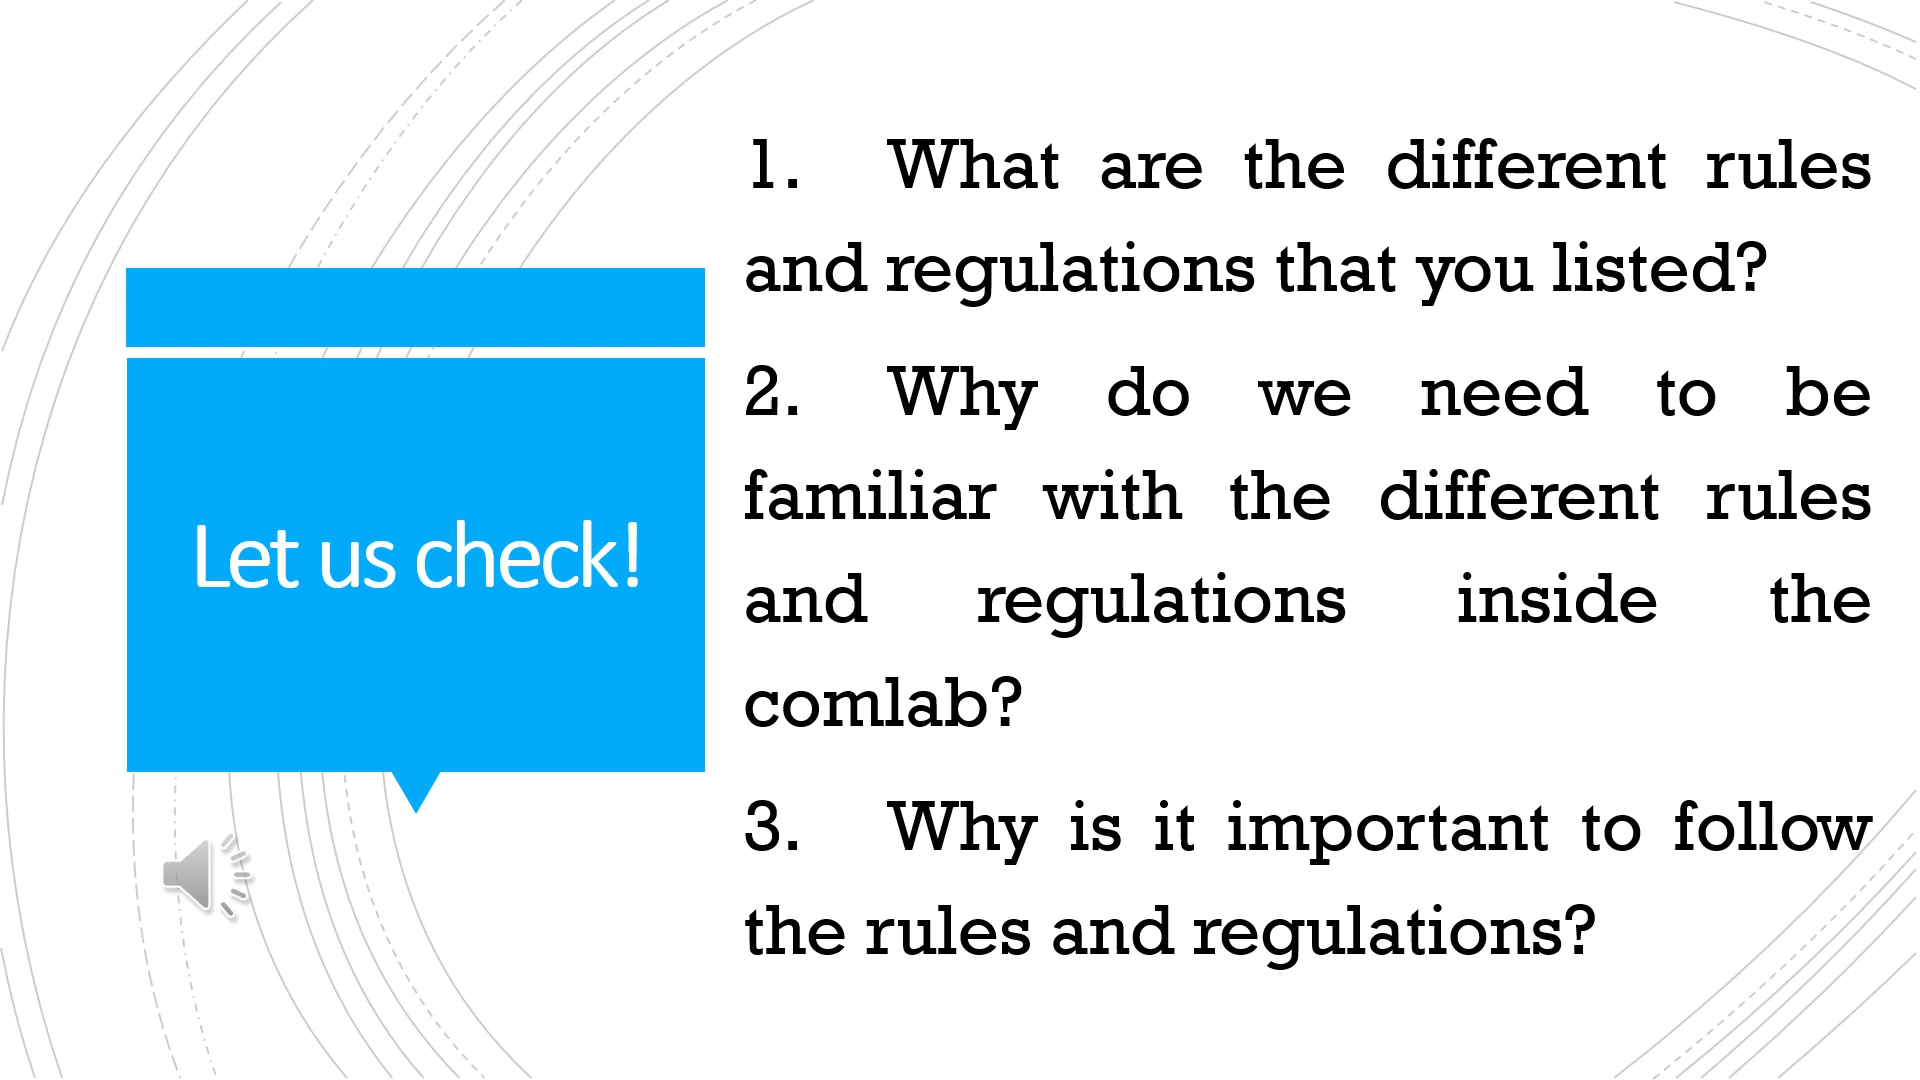 Let us check!
1. What are the different rules
and regulations that you listed?
2. Why do we need to be
familiar with the different rules
and regulations inside the
comlab?
3. Why is it important to follow
the rules and regulations?